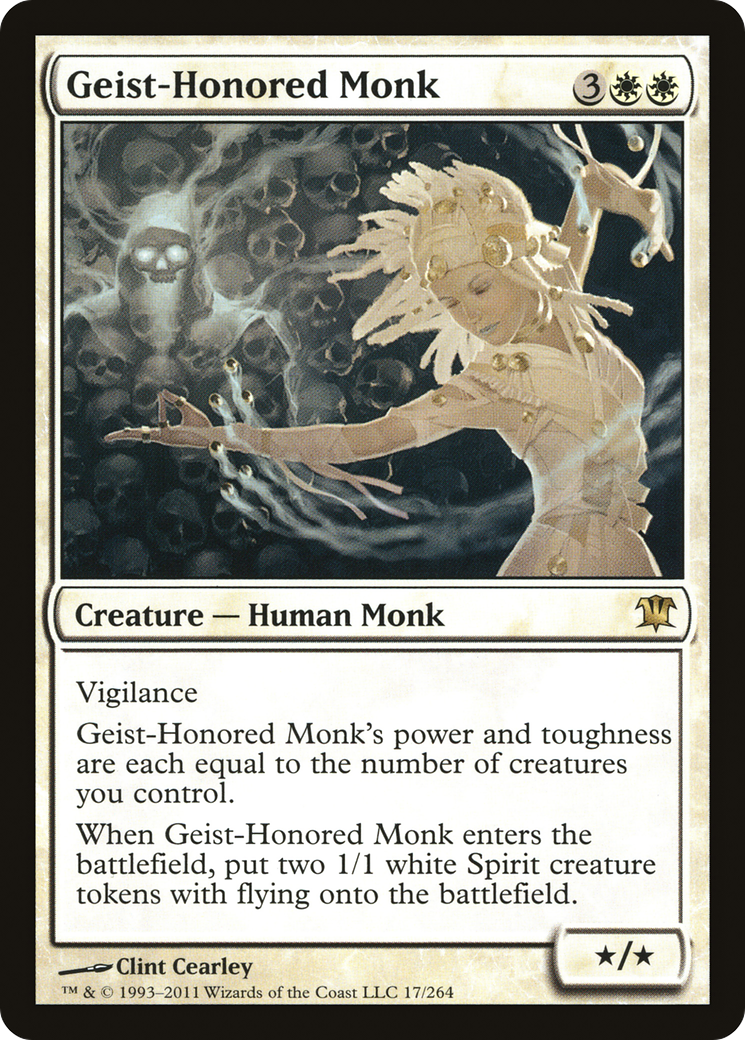 Geist-Honored Monk 3
Creature — Human Monk
Vigilance
Geist-Honored Monk's power and toughness
are each equal to the number of creatures
you control.
When Geist-Honored Monk enters the
battlefield, put two 1/1 white Spirit creature
tokens with flying onto the battlefield.
★/★
Clint Cearley
™ & © 1993–2011 Wizards of the Coast LLC 17/264